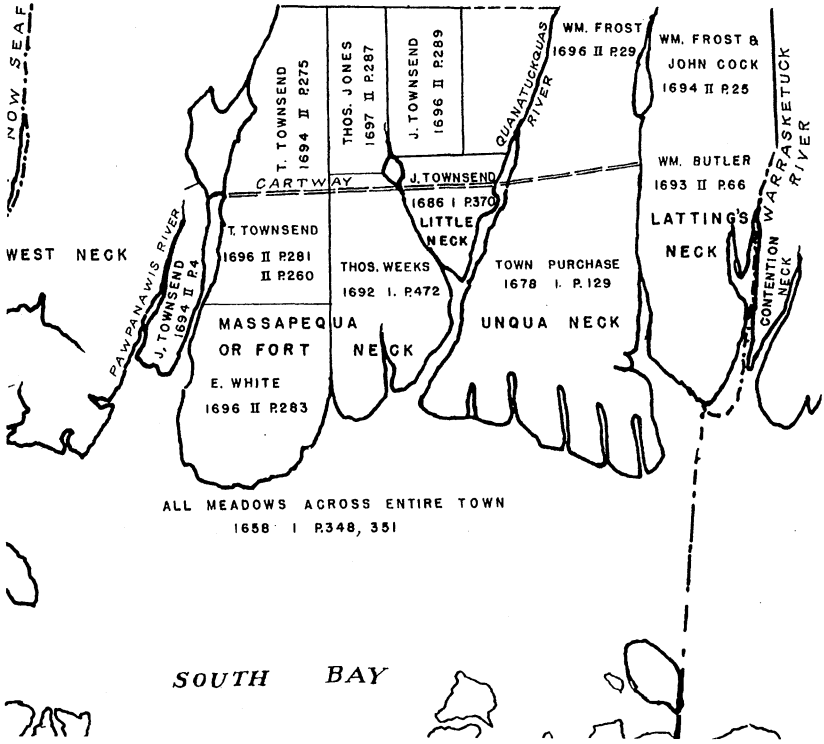 NOW SEAF
T. TOWNSEND
1694 II P.275
THOS. JONES
1697 II P.287
J. TOWNSEND
1696 II P.289
QUANATUCKQUAS
RIVER
WM. FROST
1696 II P.29
WM. FROST &
JOHN COCK
1694 II P.25
WARRASKETUCK
RIVER
CARTWAY
J. TOWNSEND
1686 I P.370
LITTLE
NECK
WM. BUTLER
1693 II P.66
LATTING'S
NECK
CONTENTION
NECK
WEST NECK
PAWPANAWIS RIVER
J, TOWNSEND
1694 II P.4
T. TOWNSEND
1696 II P.281
II P.260
THOS. WEEKS
1692 I. P.472
TOWN PURCHASE
1678 I. P.129
MASSAPEQUA
OR FORT NECK
UNQUA NECK
E. WHITE
1696 II P.283
ALL MEADOWS ACROSS ENTIRE TOWN
1658 I P.348, 351
SOUTH BAY